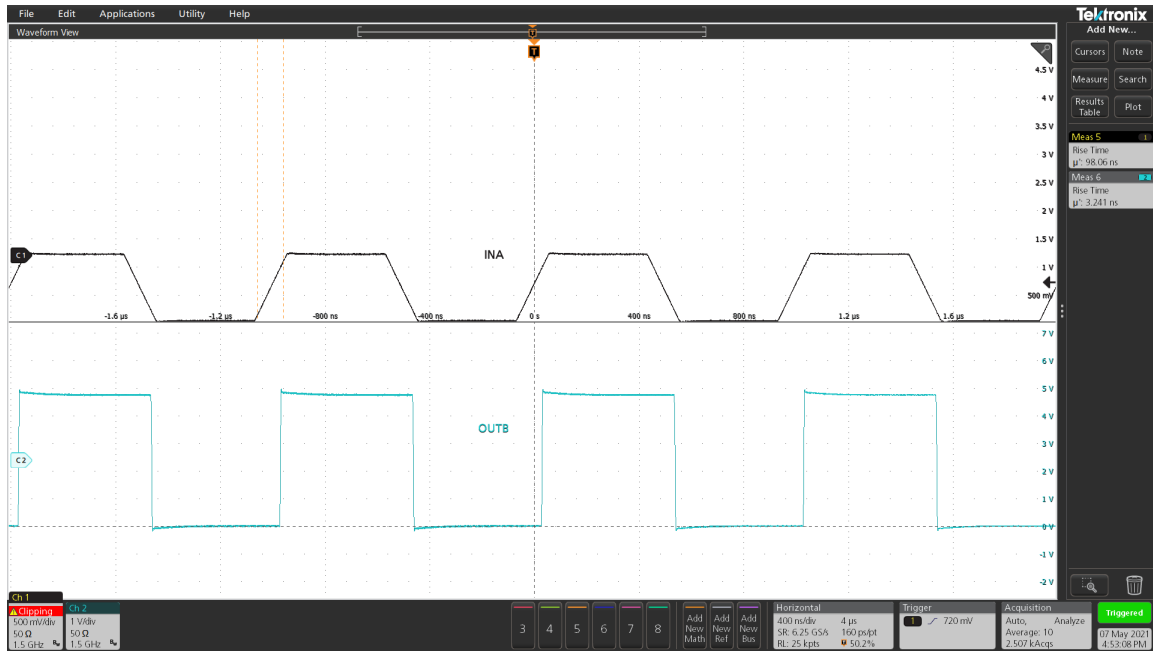 File Edit Applications Utility Help
Tektronix
Waveform View
Add New...
T
T
Cursors Note
Measure Search
Results Table Plot
Meas 5 1
Rise Time
µ': 98.06 ns
Meas 6 2
Rise Time
µ': 3.241 ns
4.5 V
4 V
3.5 V
3 V
2.5 V
2 V
1.5 V
1 V
500 mV
C1
INA
-1.6 µs -1.2 µs -800 ns -400 ns 0 s 400 ns 800 ns 1.2 µs 1.6 µs
7 V
6 V
5 V
4 V
3 V
2 V
1 V
0 V
-1 V
-2 V
OUTB
C2
Ch 1
Clipping
500 mV/div
50 Ω
1.5 GHz Bw
Ch 2
1 V/div
50 Ω
1.5 GHz Bw
3 4 5 6 7 8
Add New Math
Add New Ref
Add New Bus
Horizontal
400 ns/div 4 µs
SR: 6.25 GS/s 160 ps/pt
RL: 25 kpts 50.2%
Trigger
1 720 mV
Acquisition
Auto, Analyze
Average: 10
2.507 kAcqs
Triggered
07 May 2021
4:53:08 PM